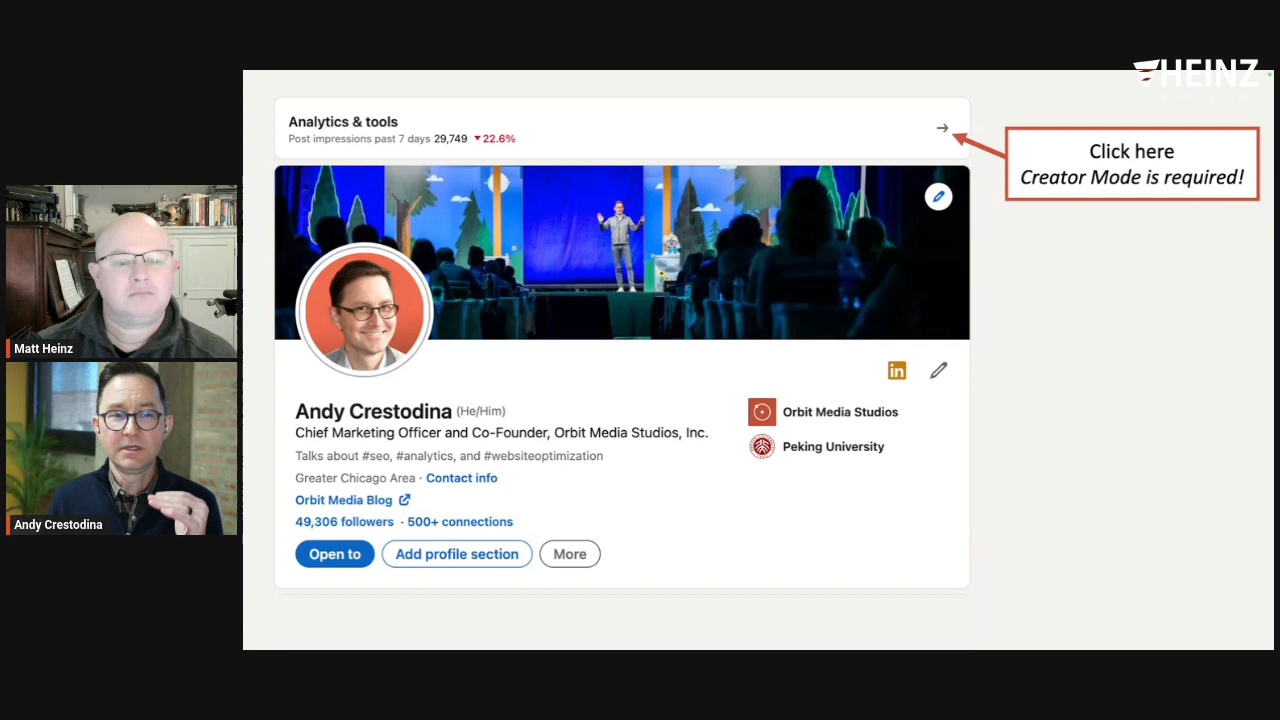 HEINZ
Analytics & tools
Post impressions past 7 days 29,749 ▼22.6%
Click here
Creator Mode is required!
Matt Heinz
Andy Crestodina
in
Andy Crestodina (He/Him)
Chief Marketing Officer and Co-Founder, Orbit Media Studios, Inc.
Talks about #seo, #analytics, and #websiteoptimization
Greater Chicago Area · Contact info
Orbit Media Blog
49,306 followers · 500+ connections
Open to
Add profile section
More
Orbit Media Studios
Peking University